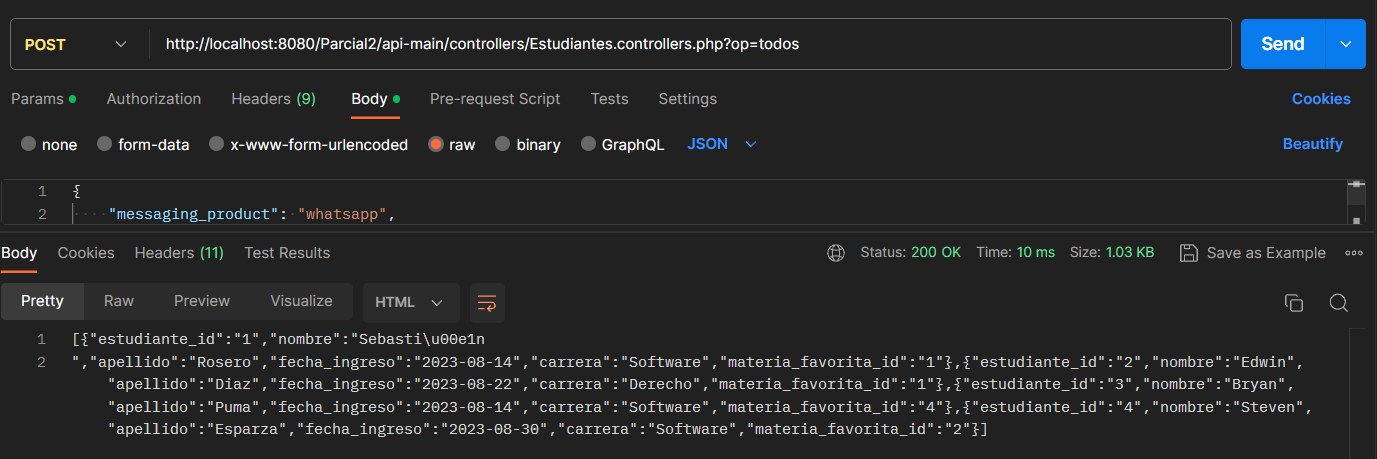 POST http://localhost:8080/Parcial2/api-main/controllers/Estudiantes.controllers.php?op=todos Send
Params Authorization Headers (9) Body Pre-request Script Tests Settings Cookies
none form-data x-www-form-urlencoded raw binary GraphQL JSON Beautify
1 {
2 "messaging_product": "whatsapp",
Body Cookies Headers (11) Test Results Status: 200 OK Time: 10 ms Size: 1.03 KB Save as Example
Pretty Raw Preview Visualize HTML
1 [{"estudiante_id":"1","nombre":"Sebasti\u00e1n
2 ","apellido":"Rosero","fecha_ingreso":"2023-08-14","carrera":"Software","materia_favorita_id":"1"},{"estudiante_id":"2","nombre":"Edwin",
"apellido":"Diaz","fecha_ingreso":"2023-08-22","carrera":"Derecho","materia_favorita_id":"1"},{"estudiante_id":"3","nombre":"Bryan",
"apellido":"Puma","fecha_ingreso":"2023-08-14","carrera":"Software","materia_favorita_id":"4"},{"estudiante_id":"4","nombre":"Steven",
"apellido":"Esparza","fecha_ingreso":"2023-08-30","carrera":"Software","materia_favorita_id":"2"}]